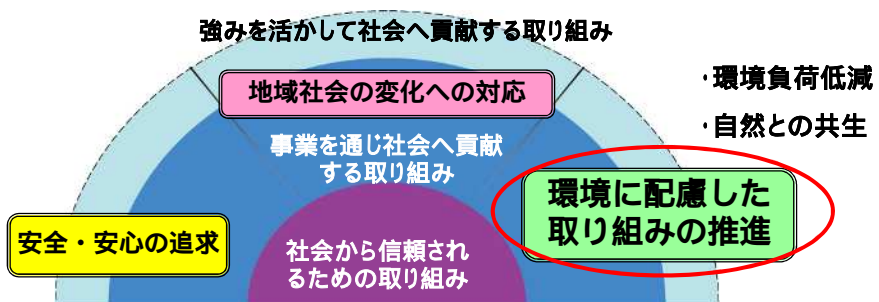 強みを活かして社会へ貢献する取り組み
地域社会の変化への対応
・環境負荷低減
・自然との共生
事業を通じ社会へ貢献
する取り組み
環境に配慮した
取り組みの推進
安全・安心の追求
社会から信頼され
るための取り組み